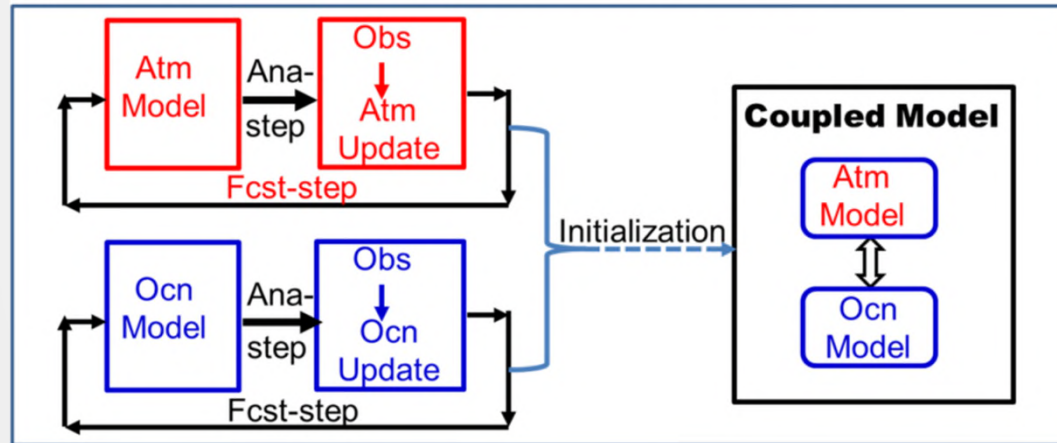 Atm
Model
Ana-
step
Obs
Atm
Update
Fcst-step
Ocn
Model
Ana-
step
Obs
Ocn
Update
Fcst-step
Initialization
Coupled Model
Atm
Model
Ocn
Model